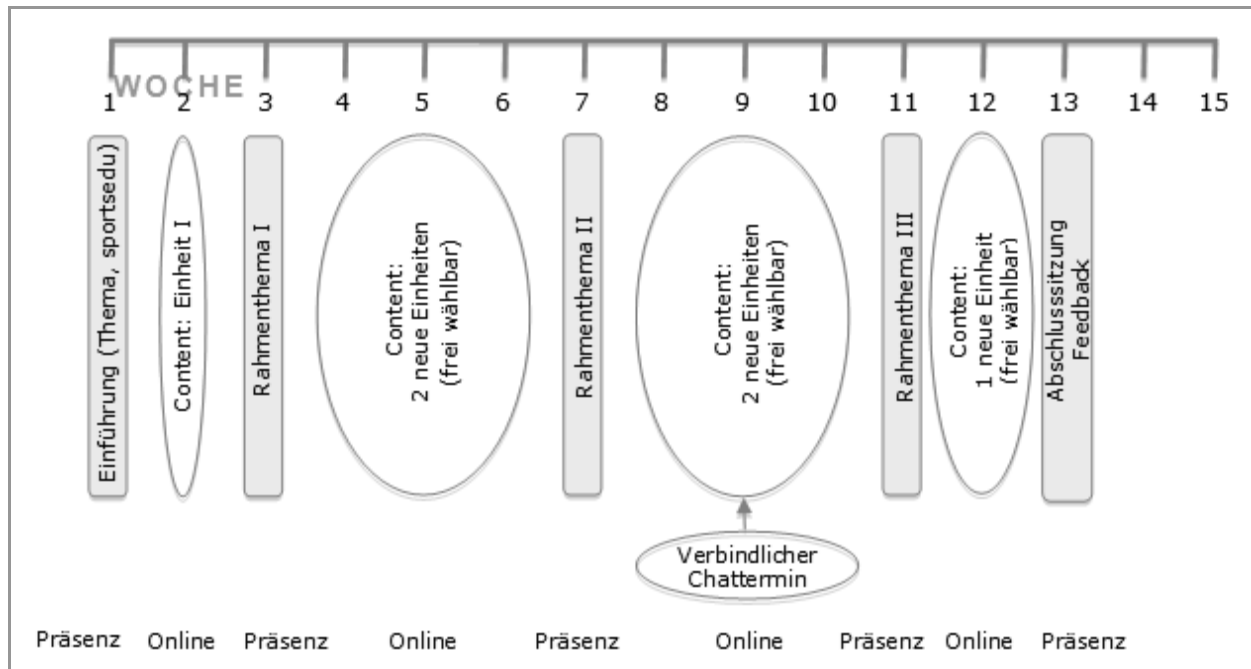 WOCHE
1 2 3 4 5 6 7 8 9 10 11 12 13 14 15
Einführung (Thema, sportsedu)
Content: Einheit I
Rahmenthema I
Content:
2 neue Einheiten
(frei wählbar)
Rahmenthema II
Content:
2 neue Einheiten
(frei wählbar)
Rahmenthema III
Content:
1 neue Einheit
(frei wählbar)
Abschlusssitzung
Feedback
Verbindlicher
Chattermin
Präsenz Online Präsenz Online Präsenz Online Präsenz Online Präsenz